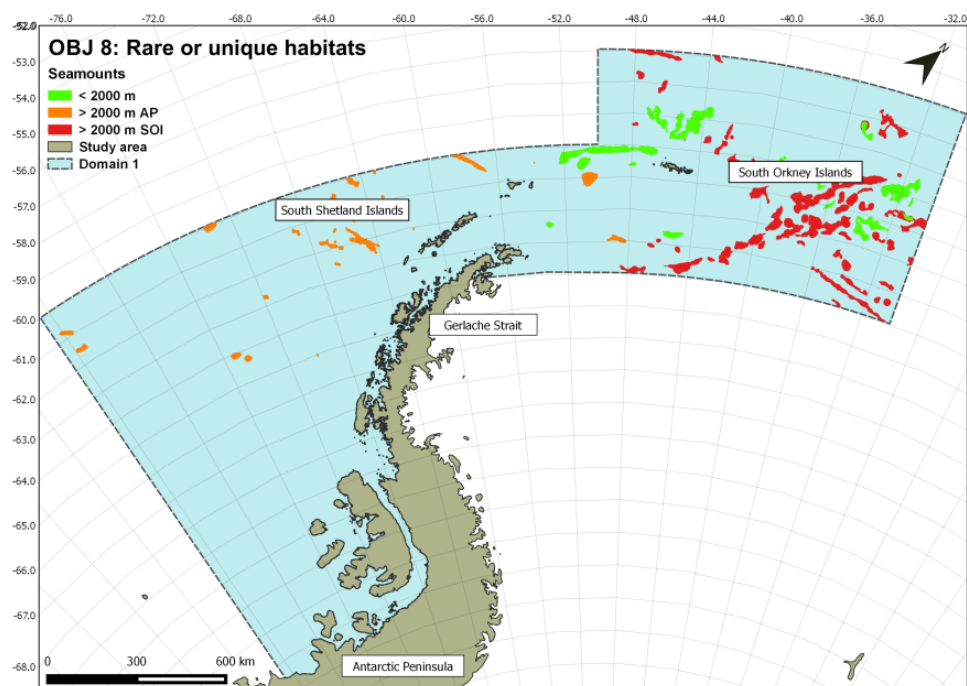 -76.0 -72.0 -68.0 -64.0 -60.0 -56.0 -52.0 -48.0 -44.0 -40.0 -36.0 -32.0
-52.0
OBJ 8: Rare or unique habitats
N
-53.0
Seamounts
-54.0
< 2000 m
> 2000 m AP
> 2000 m SOI
-55.0
Study area
Domain 1
-56.0
South Orkney Islands
-57.0
South Shetland Islands
-58.0
-59.0
-60.0
Gerlache Strait
-61.0
-62.0
-63.0
-64.0
-65.0
-66.0
-67.0
0 300 600 km
-68.0
Antarctic Peninsula